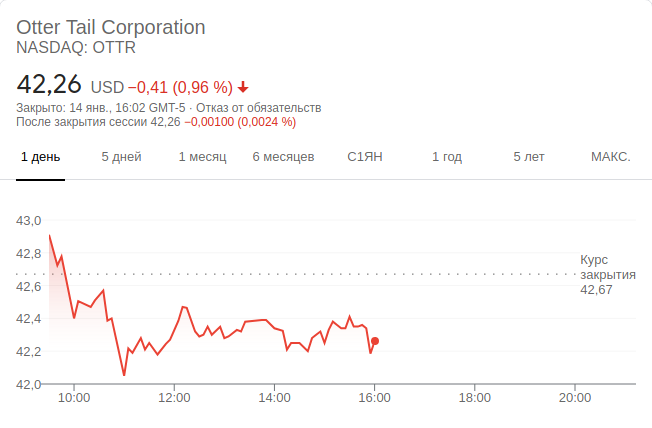 Otter Tail Corporation
NASDAQ: OTTR
42,26 USD −0,41 (0,96 %)
Закрыто: 14 янв., 16:02 GMT-5 · Отказ от обязательств
После закрытия сессии 42,26 −0,00100 (0,0024 %)
1 день 5 дней 1 месяц 6 месяцев С1ЯН 1 год 5 лет МАКС.
43,0
42,8
Курс
закрытия
42,67
42,6
42,4
42,2
42,0
10:00 12:00 14:00 16:00 18:00 20:00